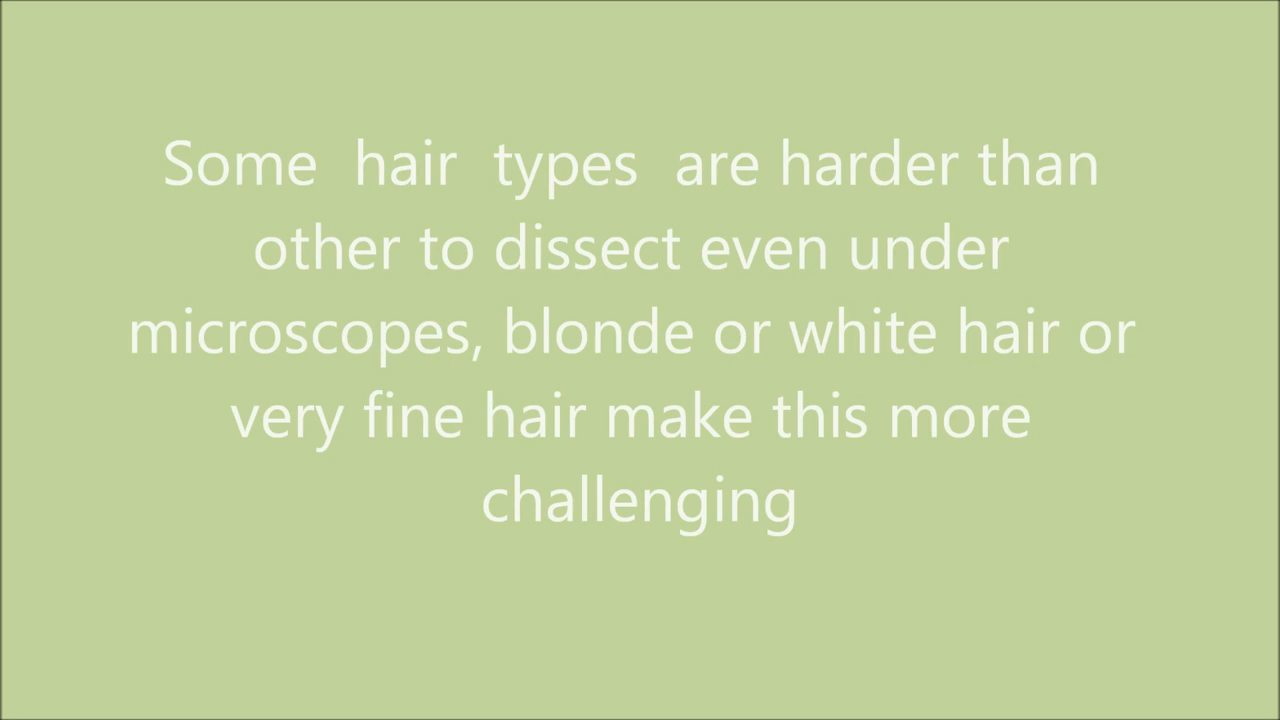 Some hair types are harder than
other to dissect even under
microscopes, blonde or white hair or
very fine hair make this more
challenging